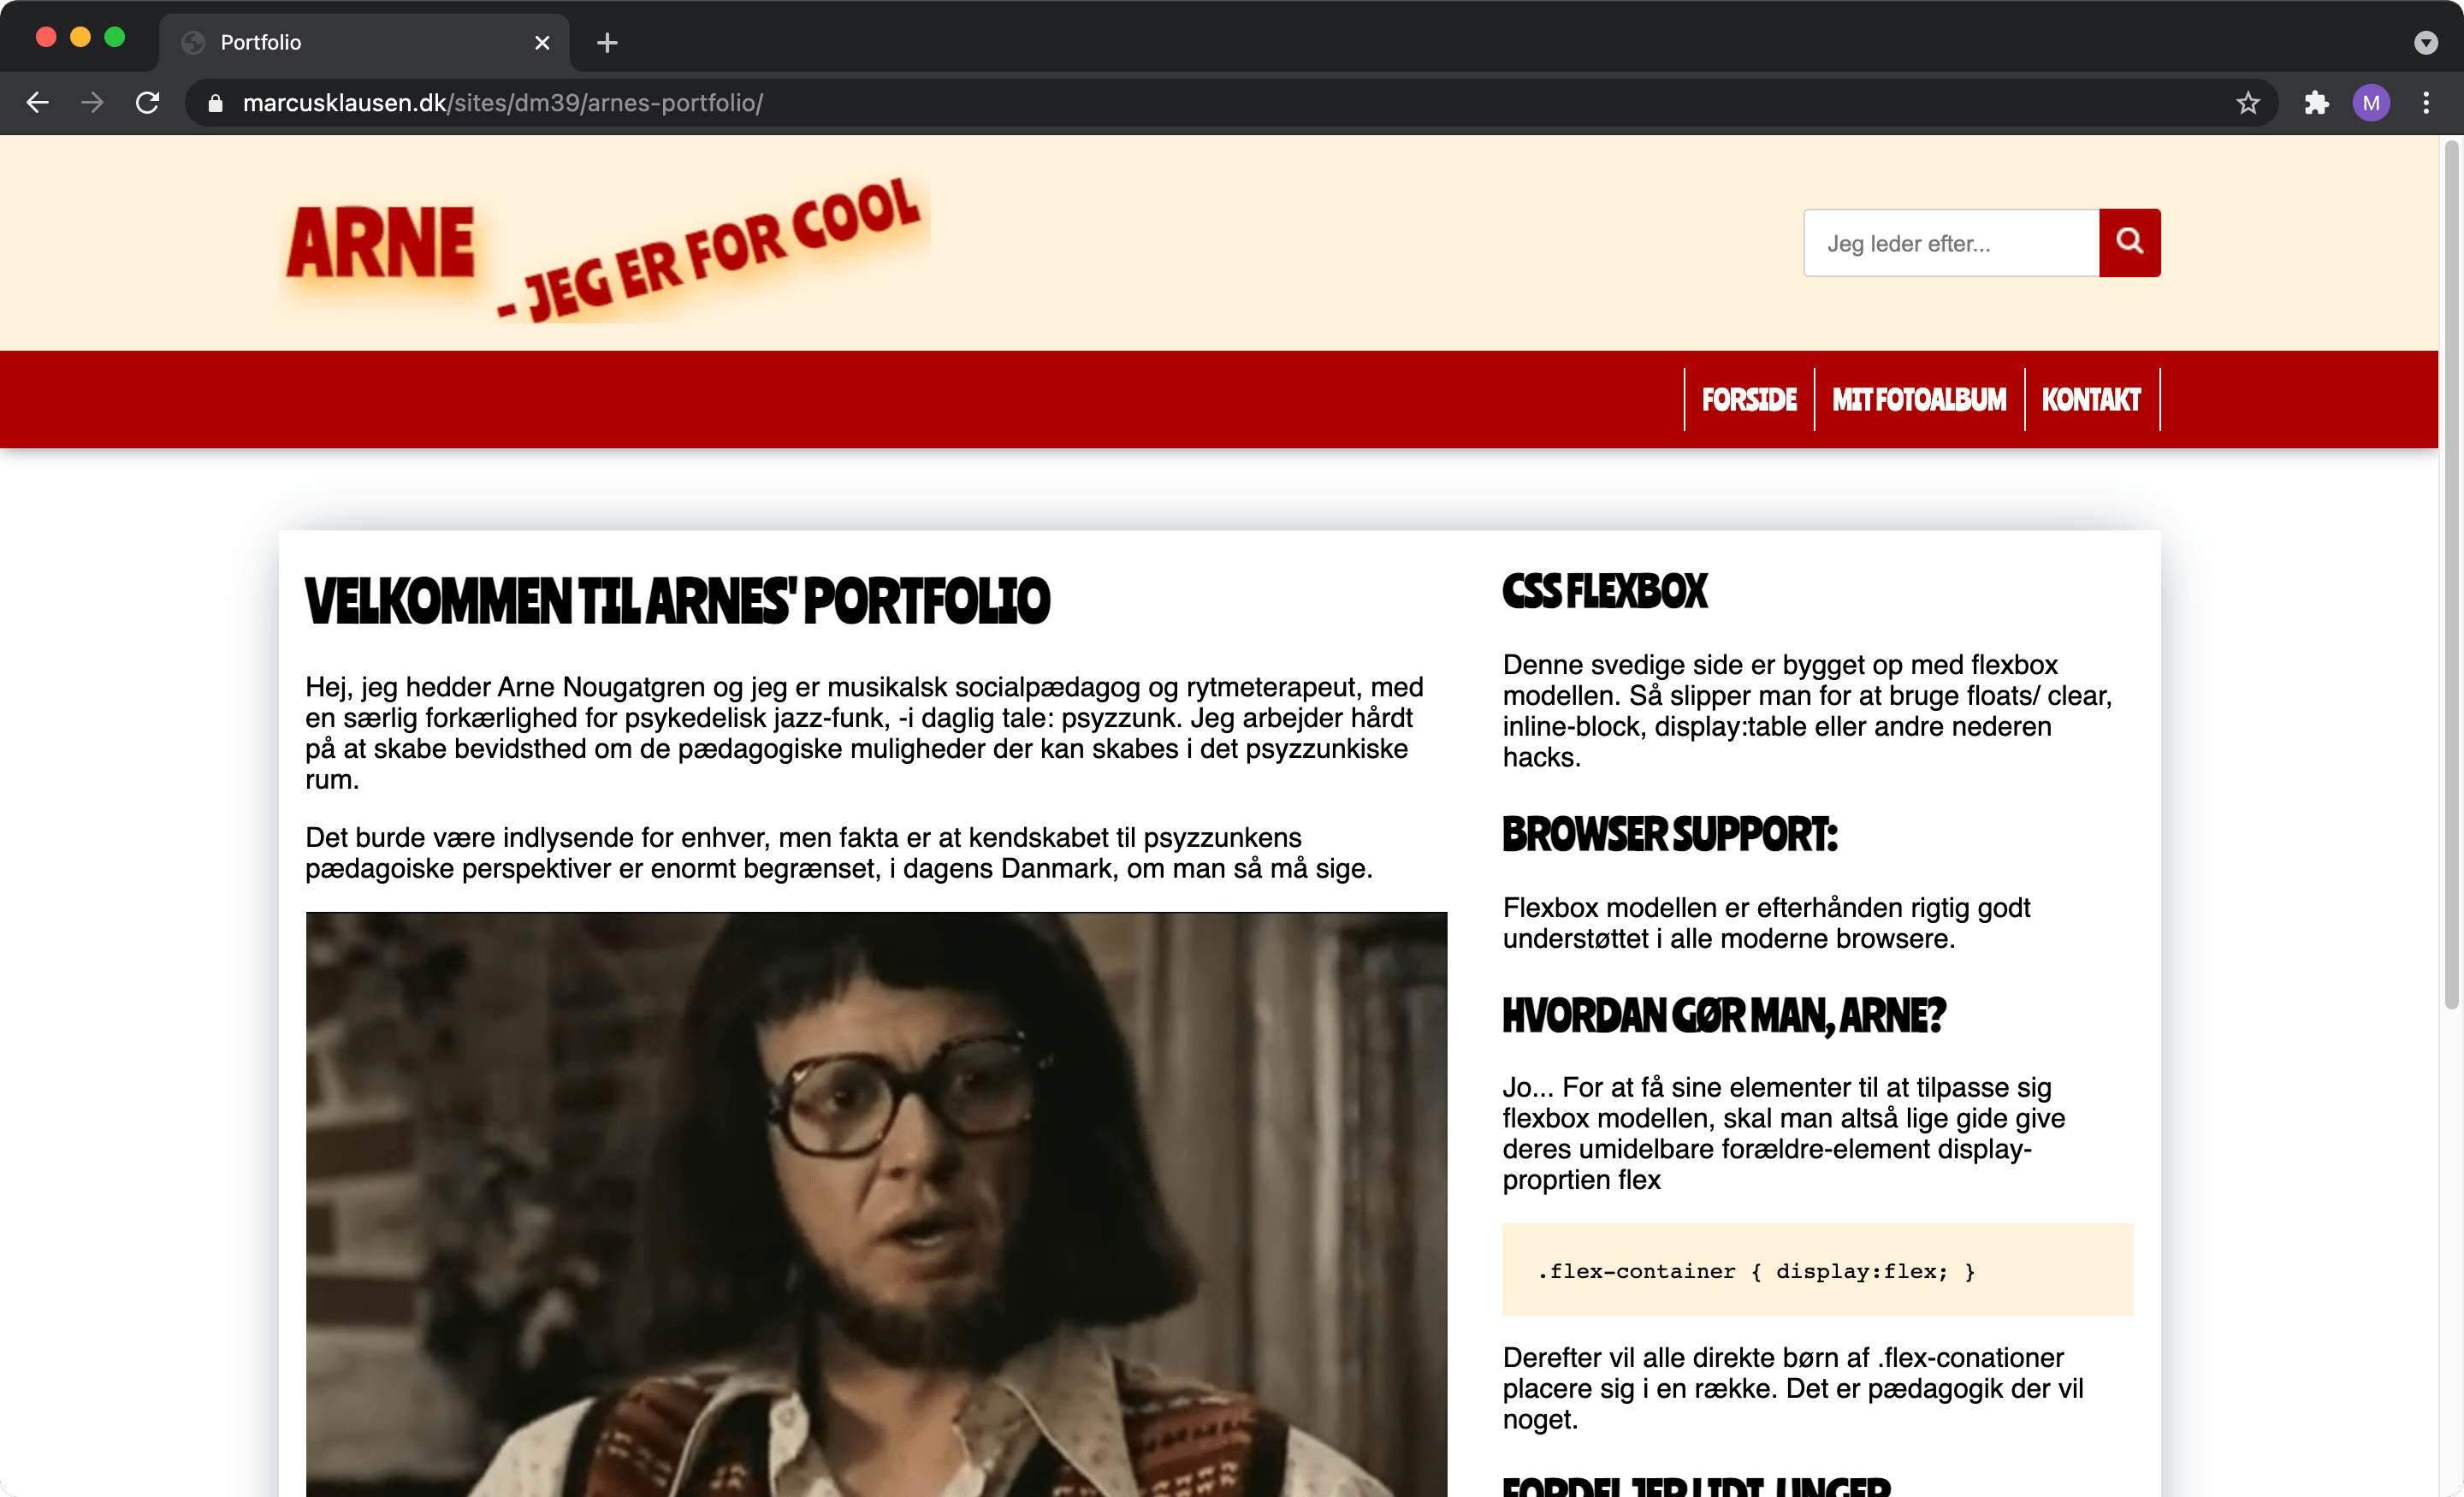 Portfolio
marcusklausen.dk/sites/dm39/arnes-portfolio/
M
ARNE
- JEG ER FOR COOL
Jeg leder efter...
FORSIDE
MIT FOTOALBUM
KONTAKT
VELKOMMEN TIL ARNES' PORTFOLIO
Hej, jeg hedder Arne Nougatgren og jeg er musikalsk socialpædagog og rytmeterapeut, med
en særlig forkærlighed for psykedelisk jazz-funk, -i daglig tale: psyzzunk. Jeg arbejder hårdt
på at skabe bevidsthed om de pædagogiske muligheder der kan skabes i det psyzzunkiske
rum.
Det burde være indlysende for enhver, men fakta er at kendskabet til psyzzunkens
pædagoiske perspektiver er enormt begrænset, i dagens Danmark, om man så må sige.
CSS FLEXBOX
Denne svedige side er bygget op med flexbox
modellen. Så slipper man for at bruge floats/ clear,
inline-block, display:table eller andre nederen
hacks.
BROWSER SUPPORT:
Flexbox modellen er efterhånden rigtig godt
understøttet i alle moderne browsere.
HVORDAN GØR MAN, ARNE?
Jo... For at få sine elementer til at tilpasse sig
flexbox modellen, skal man altså lige gide give
deres umidelbare forældre-element display-
proprtien flex
.flex-container { display:flex; }
Derefter vil alle direkte børn af .flex-conationer
placere sig i en række. Det er pædagogik der vil
noget.